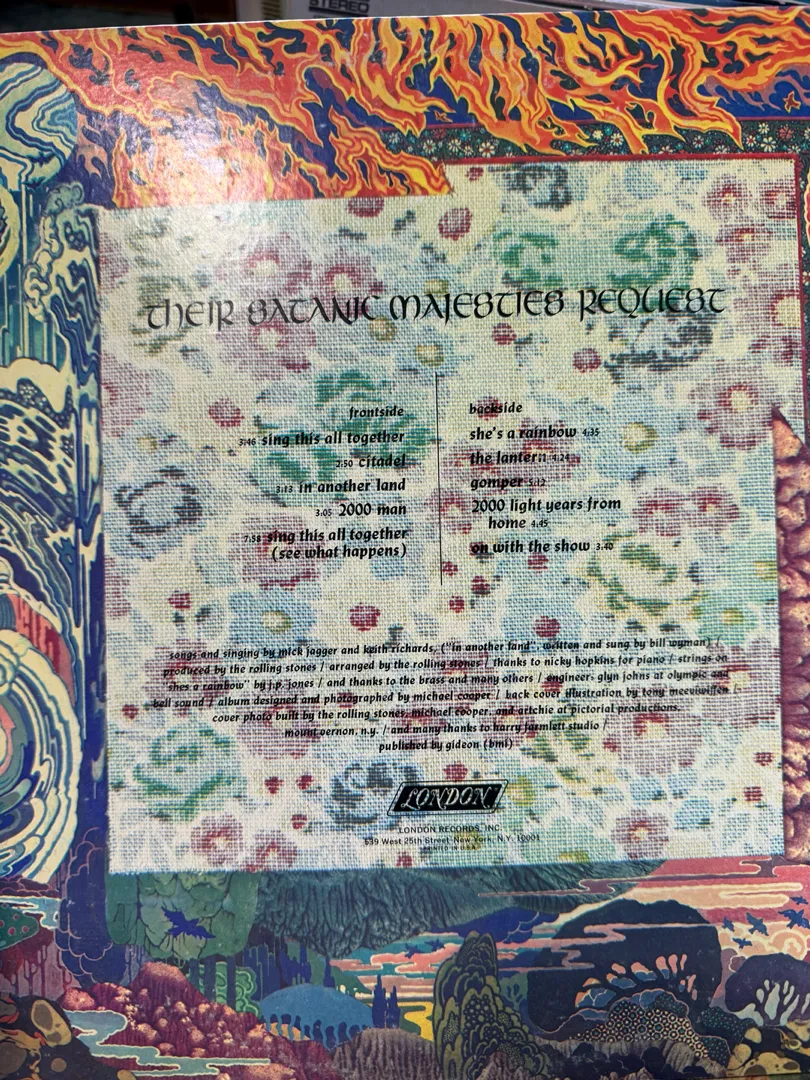 STEREO
their satanic majesties request
frontside
3:46 sing this all together
2:50 citadel
3:13 in another land
3:05 2000 man
7:58 sing this all together
(see what happens)
backside
she's a rainbow 4:35
the lantern 4:24
gomper 5:12
2000 light years from
home 4:45
on with the show 3:40
songs and singing by mick jagger and keith richards, ("in another land", written and sung by bill wyman) /
produced by the rolling stones / arranged by the rolling stones / thanks to nicky hopkins for piano / strings on
"she's a rainbow" by j.p. jones / and thanks to the brass and many others / engineer: glyn johns at olympic and
bell sound / album designed and photographed by michael cooper / back cover illustration by tony meeuwissen /
cover photo built by the rolling stones, michael cooper, and artchie at pictorial productions,
mount vernon, n.y. / and many thanks to harry farmlett studio /
published by gideon (bmi)
LONDON
LONDON RECORDS, INC.
539 West 25th Street New York, N.Y. 10001
PRINTED IN U.S.A.